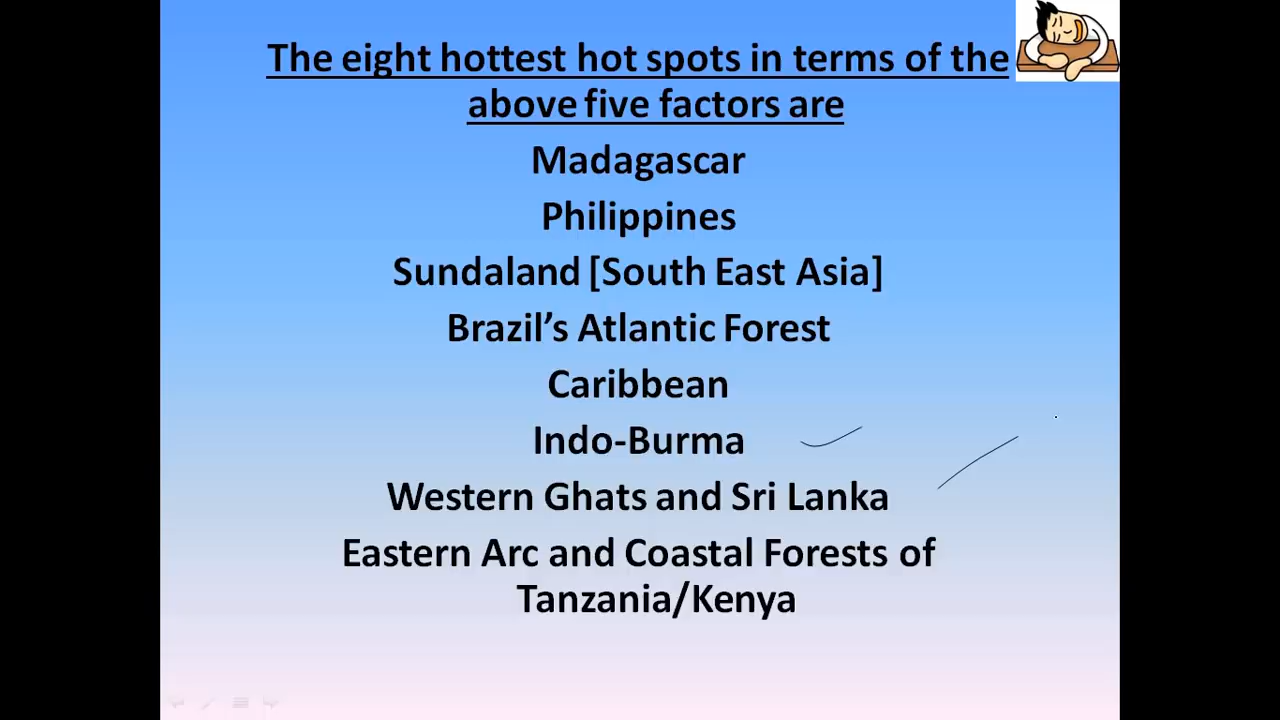 The eight hottest hot spots in terms of the
above five factors are
Madagascar
Philippines
Sundaland [South East Asia]
Brazil’s Atlantic Forest
Caribbean
Indo-Burma
Western Ghats and Sri Lanka
Eastern Arc and Coastal Forests of
Tanzania/Kenya